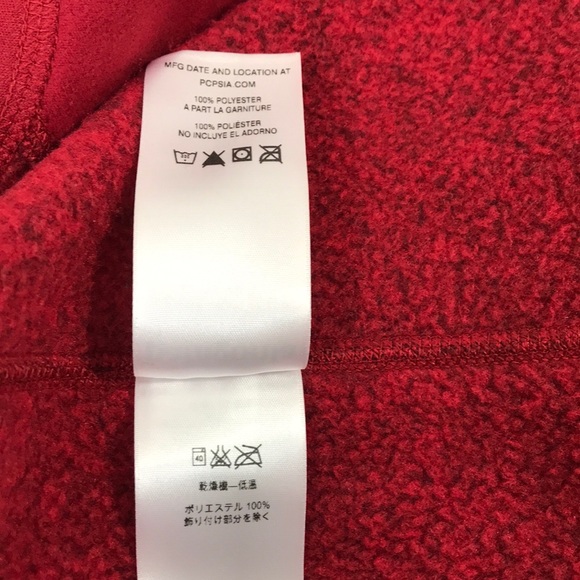 MFG DATE AND LOCATION AT
PCPSIA.COM
100% POLYESTER
A PART LA GARNITURE
100% POLIÉSTER
NO INCLUYE EL ADORNO
40
乾燥機—低温
ポリエステル 100%
飾り付け部分を除く